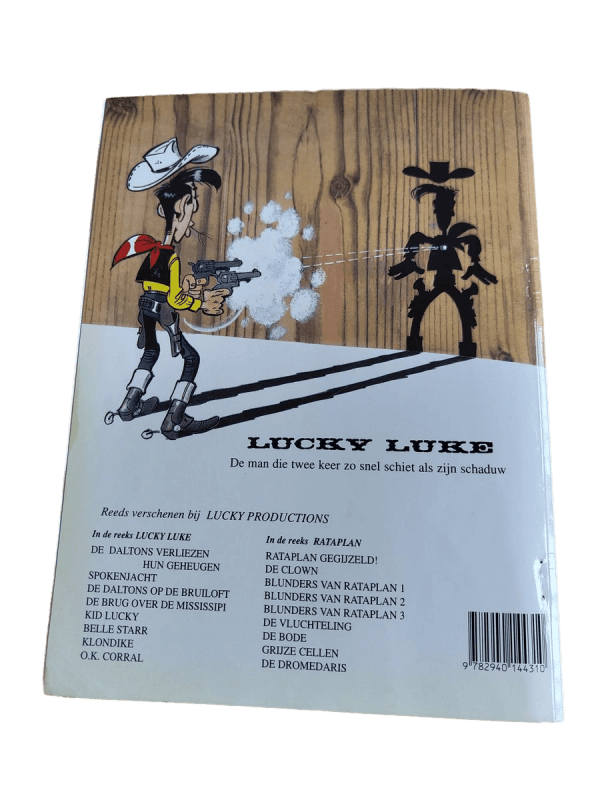 LUCKY LUKE
De man die twee keer zo snel schiet als zijn schaduw
Reeds verschenen bij LUCKY PRODUCTIONS
In de reeks LUCKY LUKE
DE DALTONS VERLIEZEN
HUN GEHEUGEN
SPOKENJACHT
DE DALTONS OP DE BRUILOFT
DE BRUG OVER DE MISSISIPI
KID LUCKY
BELLE STARR
KLONDIKE
O.K. CORRAL
In de reeks RATAPLAN
RATAPLAN GEGIJZELD!
DE CLOWN
BLUNDERS VAN RATAPLAN 1
BLUNDERS VAN RATAPLAN 2
BLUNDERS VAN RATAPLAN 3
DE VLUCHTELING
DE BODE
GRIJZE CELLEN
DE DROMEDARIS
9 782940 144310